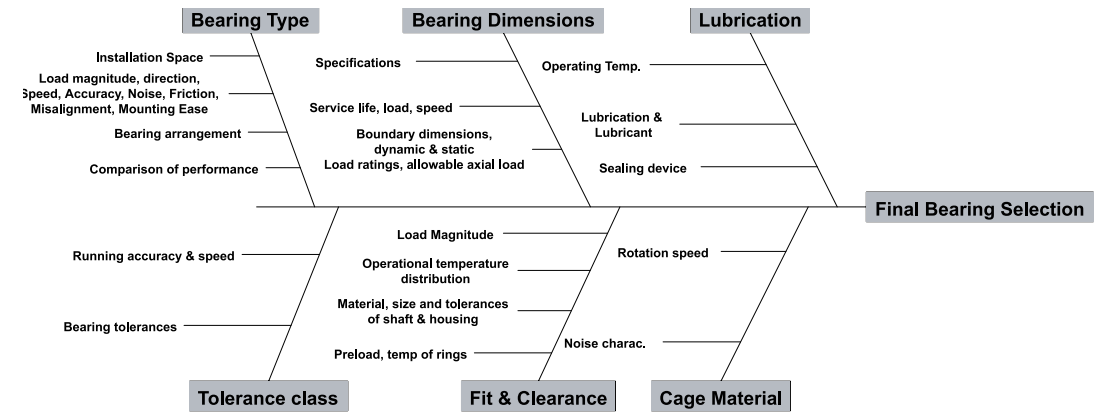 Bearing Type
Bearing Dimensions
Lubrication
Installation Space
Load magnitude, direction,
Speed, Accuracy, Noise, Friction,
Misalignment, Mounting Ease
Bearing arrangement
Comparison of performance
Specifications
Service life, load, speed
Boundary dimensions,
dynamic & static
Load ratings, allowable axial load
Operating Temp.
Lubrication &
Lubricant
Sealing device
Final Bearing Selection
Running accuracy & speed
Bearing tolerances
Load Magnitude
Operational temperature
distribution
Material, size and tolerances
of shaft & housing
Preload, temp of rings
Rotation speed
Noise charac.
Tolerance class
Fit & Clearance
Cage Material